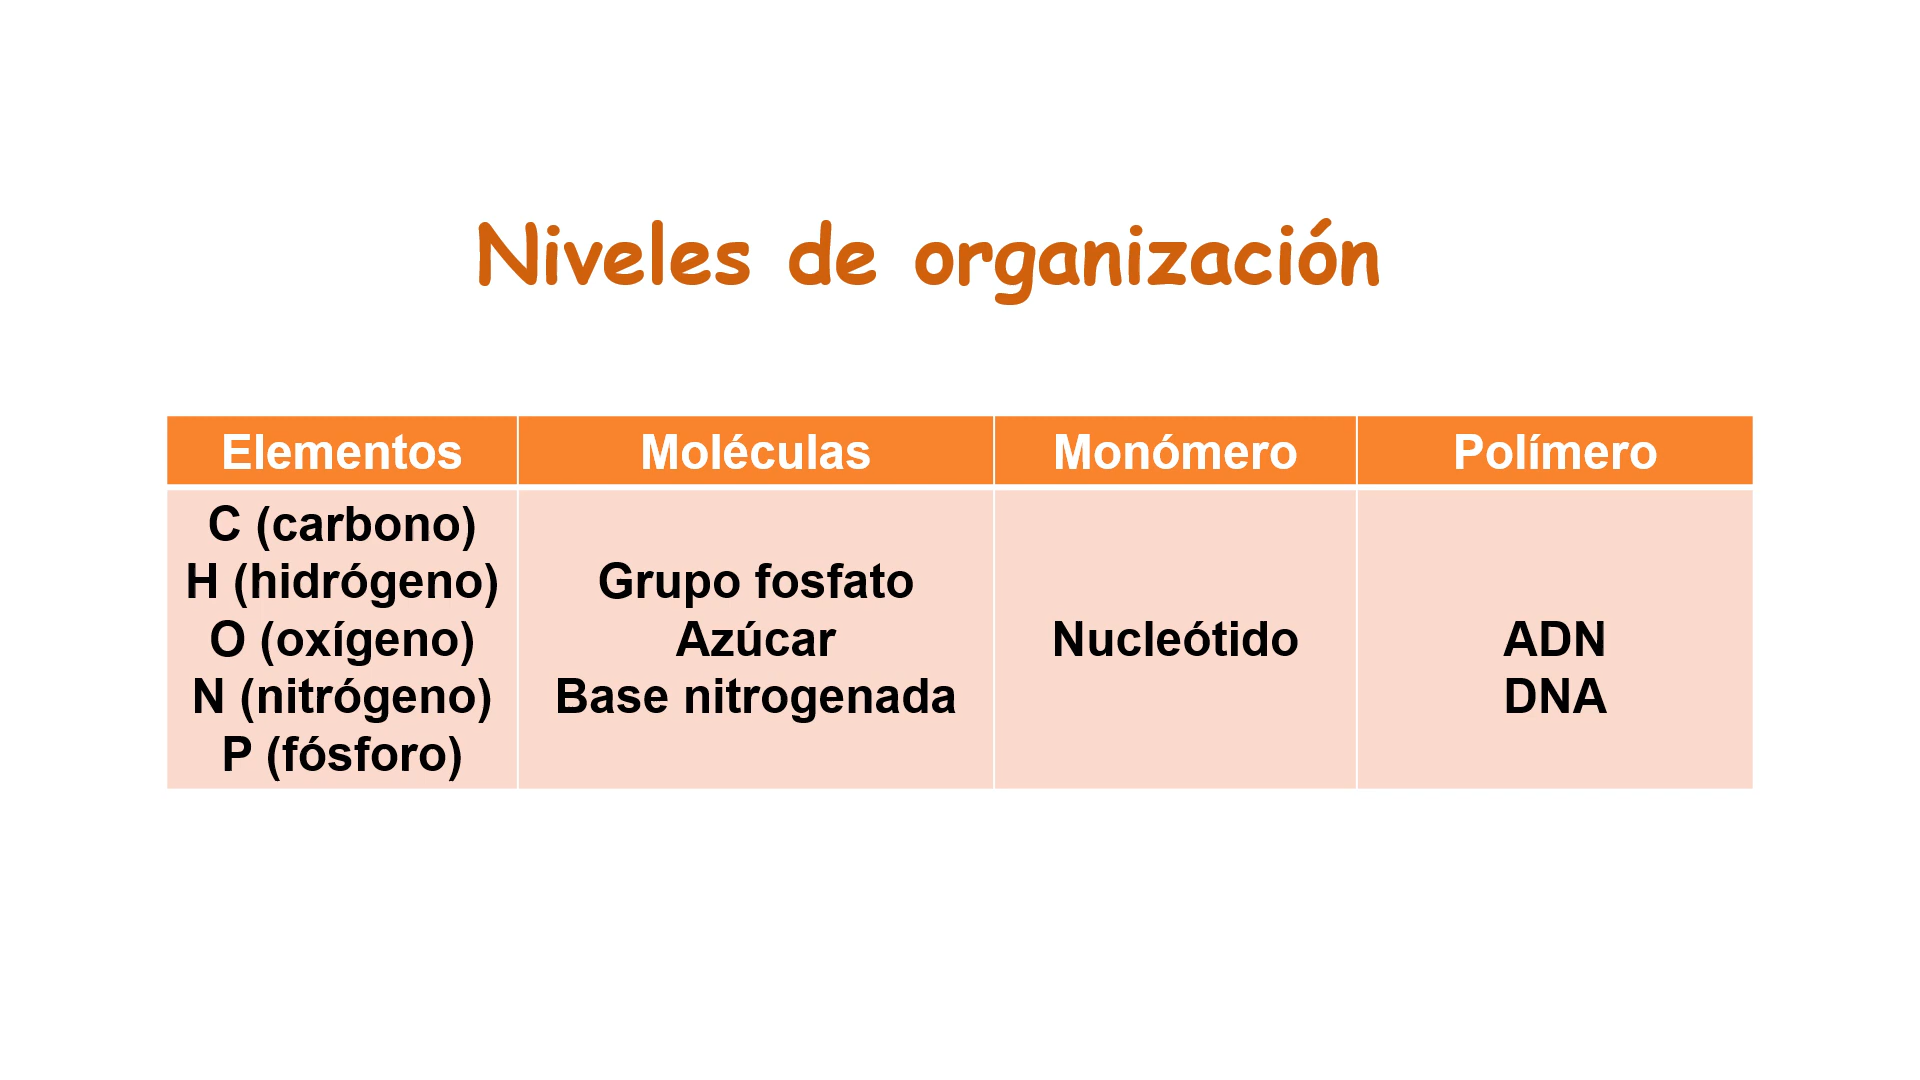 Niveles de organización
Elementos Moléculas Monómero Polímero
C (carbono)
H (hidrógeno)
O (oxígeno)
N (nitrógeno)
P (fósforo)
Grupo fosfato
Azúcar
Base nitrogenada
Nucleótido
ADN
DNA